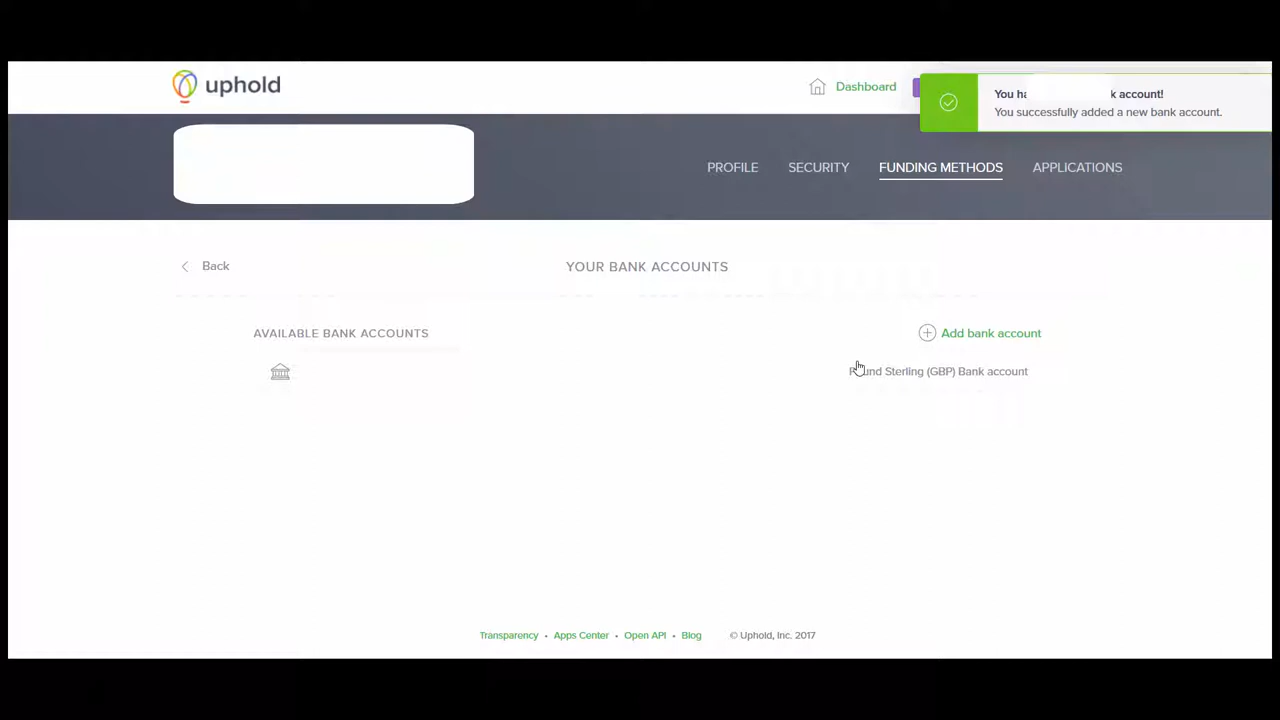 uphold
Dashboard
You ha k account!
You successfully added a new bank account.
PROFILE SECURITY FUNDING METHODS APPLICATIONS
Back
YOUR BANK ACCOUNTS
AVAILABLE BANK ACCOUNTS
Add bank account
Sterling (GBP) Bank account
Transparency • Apps Center • Open API • Blog © Uphold, Inc. 2017